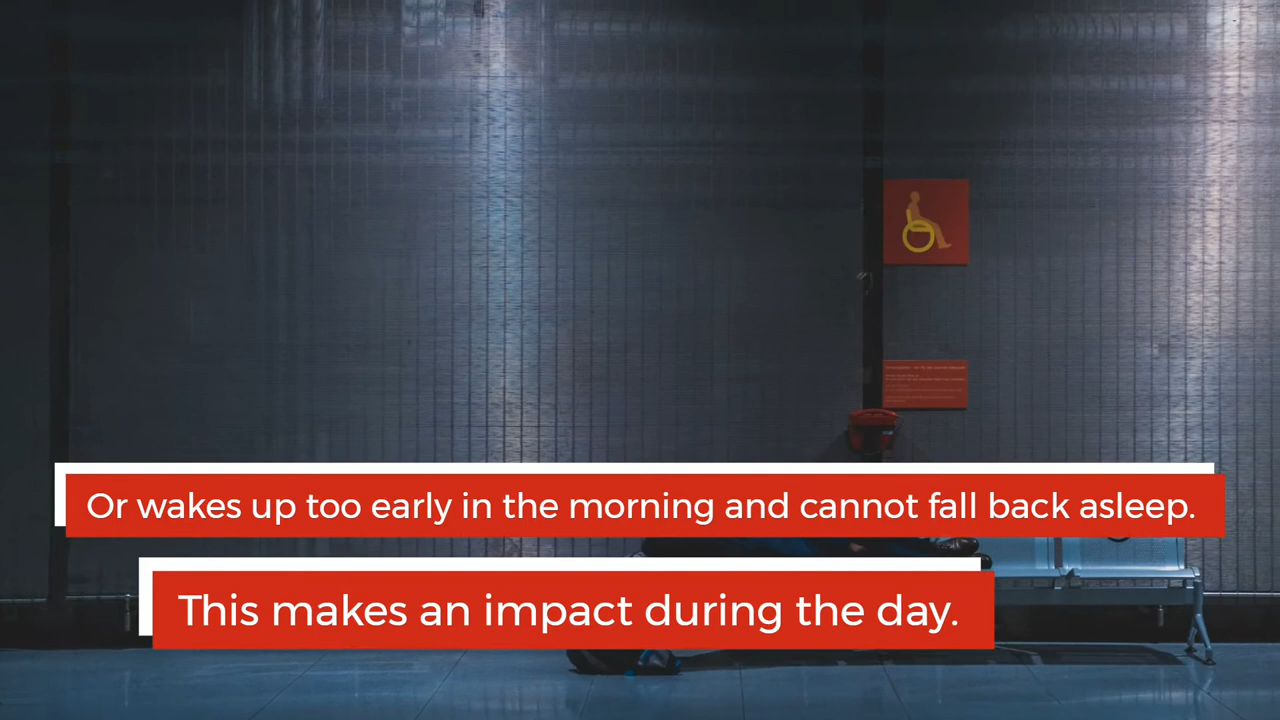 Or wakes up too early in the morning and cannot fall back asleep.
This makes an impact during the day.